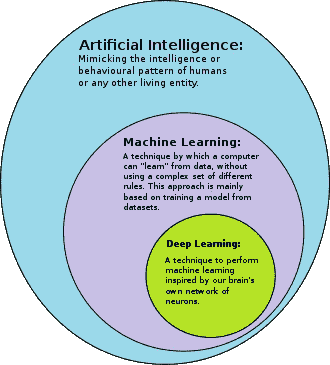 Artificial Intelligence:
Mimicking the intelligence or
behavioural pattern of humans
or any other living entity.
Machine Learning:
A technique by which a computer
can "learn" from data, without
using a complex set of different
rules. This approach is mainly
based on training a model from
datasets.
Deep Learning:
A technique to perform
machine learning
inspired by our brain's
own network of
neurons.